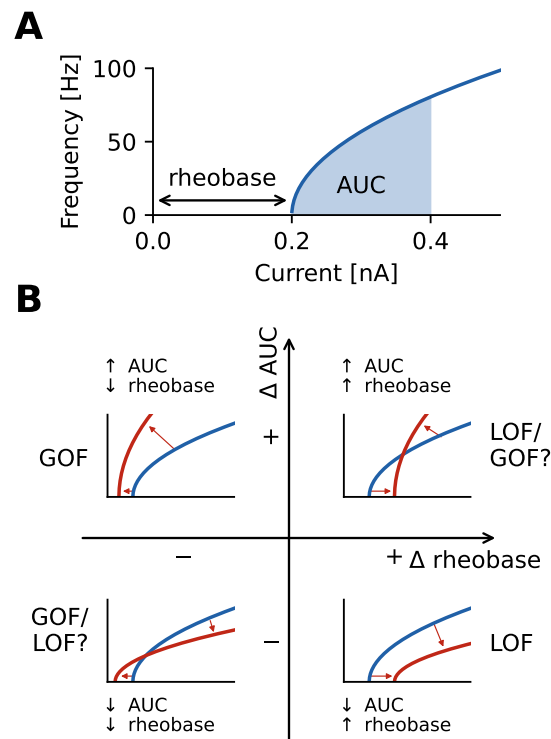 A
Frequency [Hz]
100
50
0
rheobase
AUC
0.0
0.2
0.4
Current [nA]
B
↑ AUC
↓ rheobase
Δ AUC
↑ AUC
↑ rheobase
+
GOF
LOF/
GOF?
−
+
Δ rheobase
GOF/
LOF?
−
LOF
↓ AUC
↓ rheobase
↓ AUC
↑ rheobase